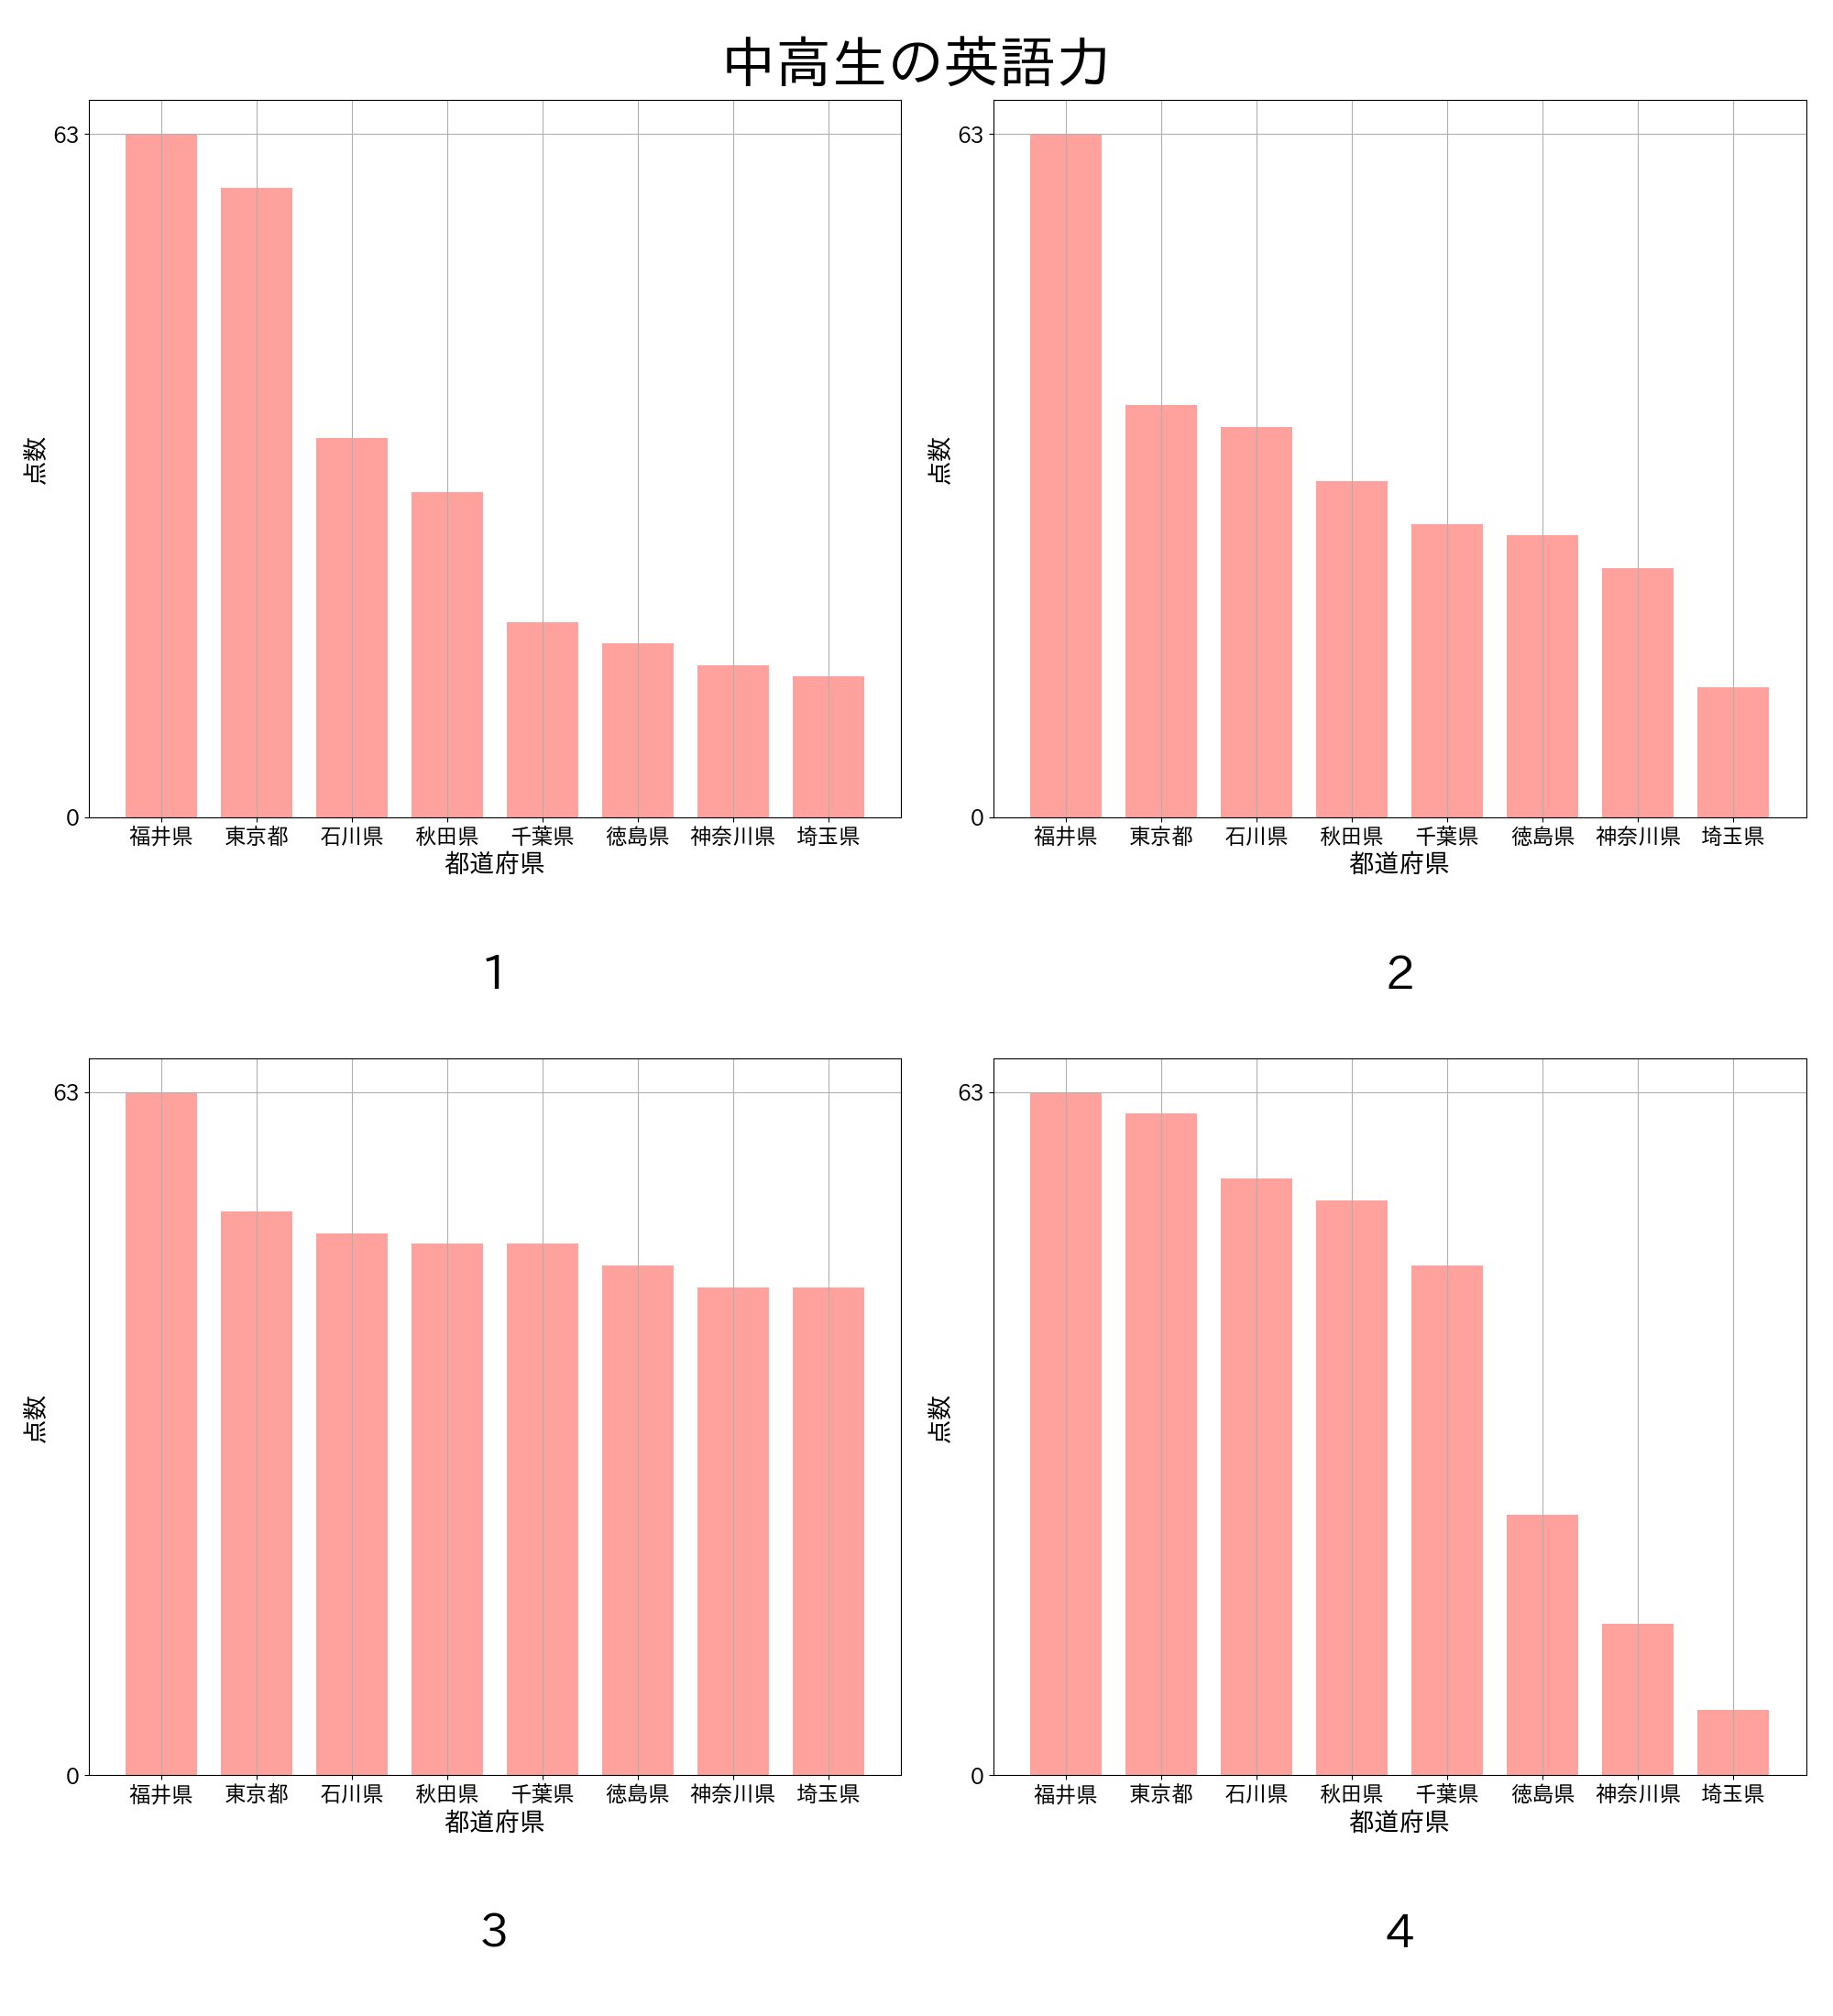 中高生の英語力
63
点数
0
福井県 東京都 石川県 秋田県 千葉県 徳島県 神奈川県 埼玉県
都道府県
1
63
点数
0
福井県 東京都 石川県 秋田県 千葉県 徳島県 神奈川県 埼玉県
都道府県
2
63
点数
0
福井県 東京都 石川県 秋田県 千葉県 徳島県 神奈川県 埼玉県
都道府県
3
63
点数
0
福井県 東京都 石川県 秋田県 千葉県 徳島県 神奈川県 埼玉県
都道府県
4